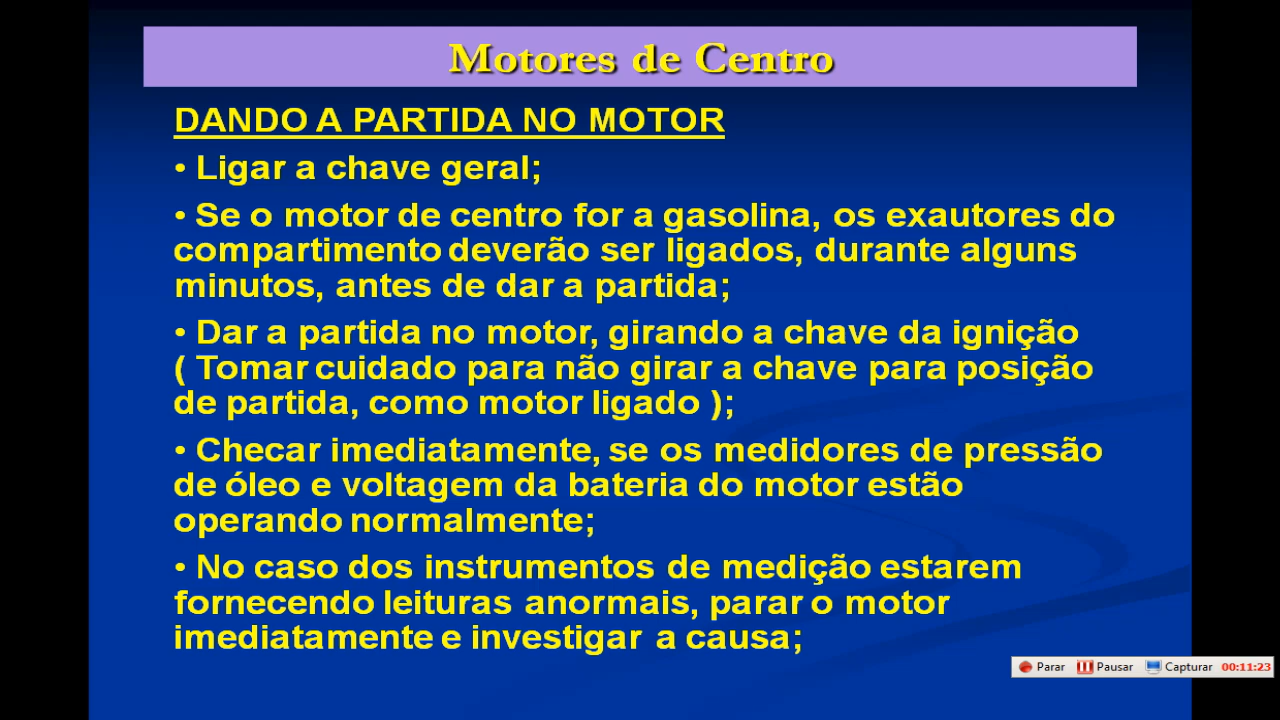 Motores de Centro
DANDO A PARTIDA NO MOTOR
• Ligar a chave geral;
• Se o motor de centro for a gasolina, os exautores do
compartimento deverão ser ligados, durante alguns
minutos, antes de dar a partida;
• Dar a partida no motor, girando a chave da ignição
( Tomar cuidado para não girar a chave para posição
de partida, como motor ligado );
• Checar imediatamente, se os medidores de pressão
de óleo e voltagem da bateria do motor estão
operando normalmente;
• No caso dos instrumentos de medição estarem
fornecendo leituras anormais, parar o motor
imediatamente e investigar a causa;
Parar Pausar Capturar 00:11:23